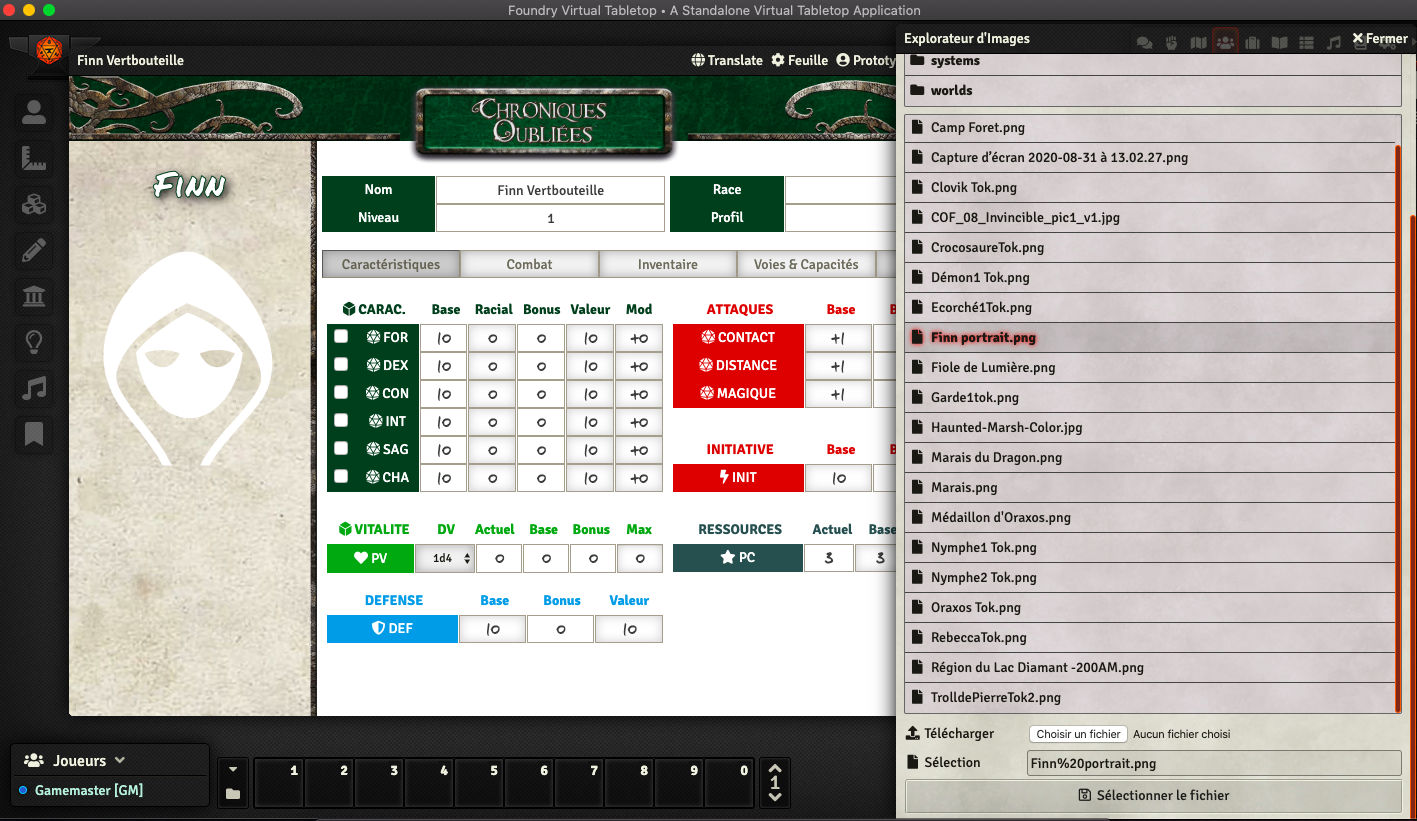 Foundry Virtual Tabletop • A Standalone Virtual Tabletop Application
Finn Vertbouteille
Translate Feuille Prototy
CHRONIQUES
OUBLIÉES
Finn
Nom Finn Vertbouteille Race
Niveau 1 Profil
Caractéristiques Combat Inventaire Voies & Capacités
CARAC. Base Racial Bonus Valeur Mod
FOR 10 0 0 10 +0
DEX 10 0 0 10 +0
CON 10 0 0 10 +0
INT 10 0 0 10 +0
SAG 10 0 0 10 +0
CHA 10 0 0 10 +0
ATTAQUES Base
CONTACT +1
DISTANCE +1
MAGIQUE +1
INITIATIVE Base
INIT 10
VITALITE DV Actuel Base Bonus Max
PV 1d4 0 0 0 0
RESSOURCES Actuel Base
PC 3 3
DEFENSE Base Bonus Valeur
DEF 10 0 10
Joueurs
Gamemaster [GM]
1 2 3 4 5 6 7 8 9 0
1
Explorateur d'Images
Fermer
systems
worlds
Camp Foret.png
Capture d’écran 2020-08-31 à 13.02.27.png
Clovik Tok.png
COF_08_Invincible_pic1_v1.jpg
CrocosaureTok.png
Démon1 Tok.png
Ecorché1Tok.png
Finn portrait.png
Fiole de Lumière.png
Garde1tok.png
Haunted-Marsh-Color.jpg
Marais du Dragon.png
Marais.png
Médaillon d'Oraxos.png
Nymphe1 Tok.png
Nymphe2 Tok.png
Oraxos Tok.png
RebeccaTok.png
Région du Lac Diamant -200AM.png
TrolldePierreTok2.png
Télécharger Choisir un fichier Aucun fichier choisi
Sélection Finn%20portrait.png
Sélectionner le fichier